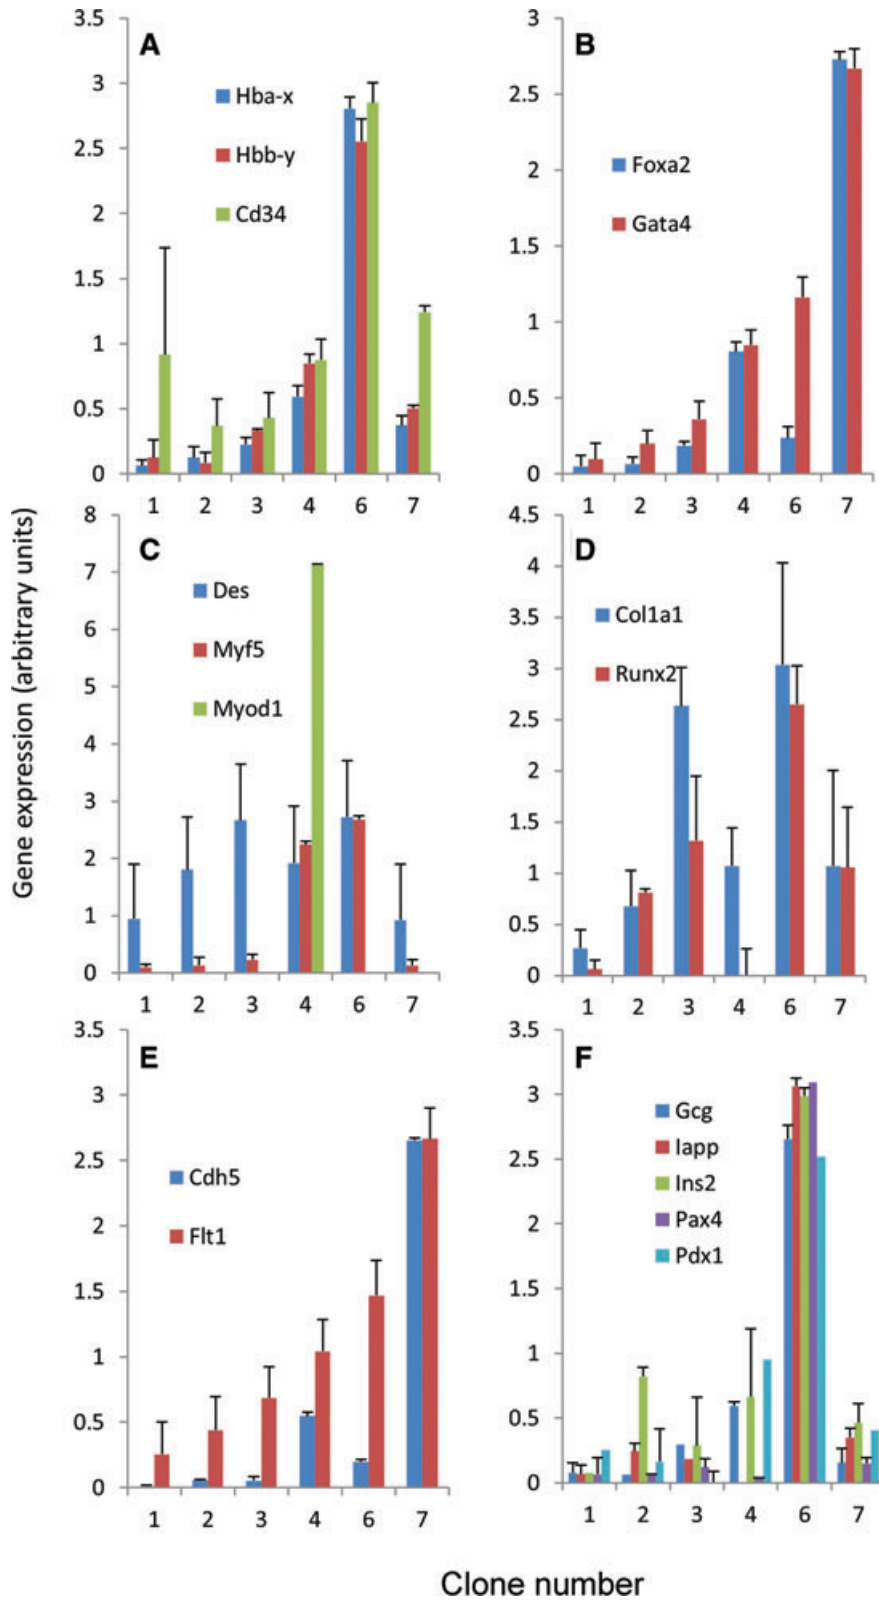 Gene expression (arbitrary units)
A
3.5
3
2.5
2
1.5
1
0.5
0
Hba-x
Hbb-y
Cd34
1 2 3 4 6 7
B
3
2.5
2
1.5
1
0.5
0
Foxa2
Gata4
1 2 3 4 6 7
C
8
7
6
5
4
3
2
1
0
Des
Myf5
Myod1
1 2 3 4 6 7
D
4.5
4
3.5
3
2.5
2
1.5
1
0.5
0
Col1a1
Runx2
1 2 3 4 6 7
E
3.5
3
2.5
2
1.5
1
0.5
0
Cdh5
Flt1
1 2 3 4 6 7
F
3.5
3
2.5
2
1.5
1
0.5
0
Gcg
Iapp
Ins2
Pax4
Pdx1
1 2 3 4 6 7
Clone number